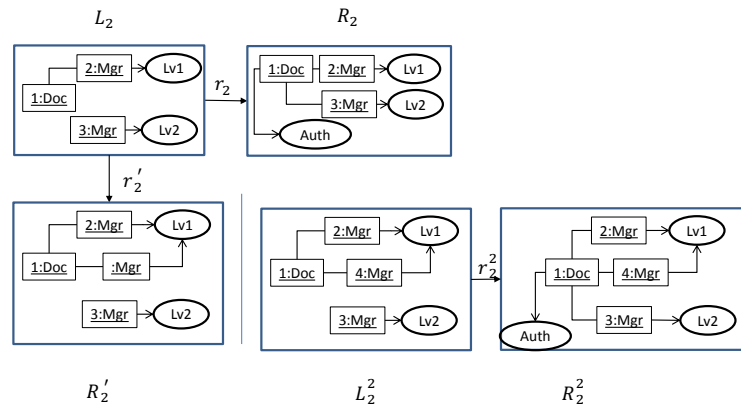 L₂ R₂
2:Mgr Lv1
1:Doc
3:Mgr Lv2
r₂
1:Doc 2:Mgr Lv1
3:Mgr Lv2
Auth
r₂′
2:Mgr Lv1
1:Doc :Mgr
3:Mgr Lv2
2:Mgr Lv1
1:Doc 4:Mgr
3:Mgr Lv2
r₂²
2:Mgr Lv1
1:Doc 4:Mgr
3:Mgr Lv2
Auth
R₂′ L₂² R₂²